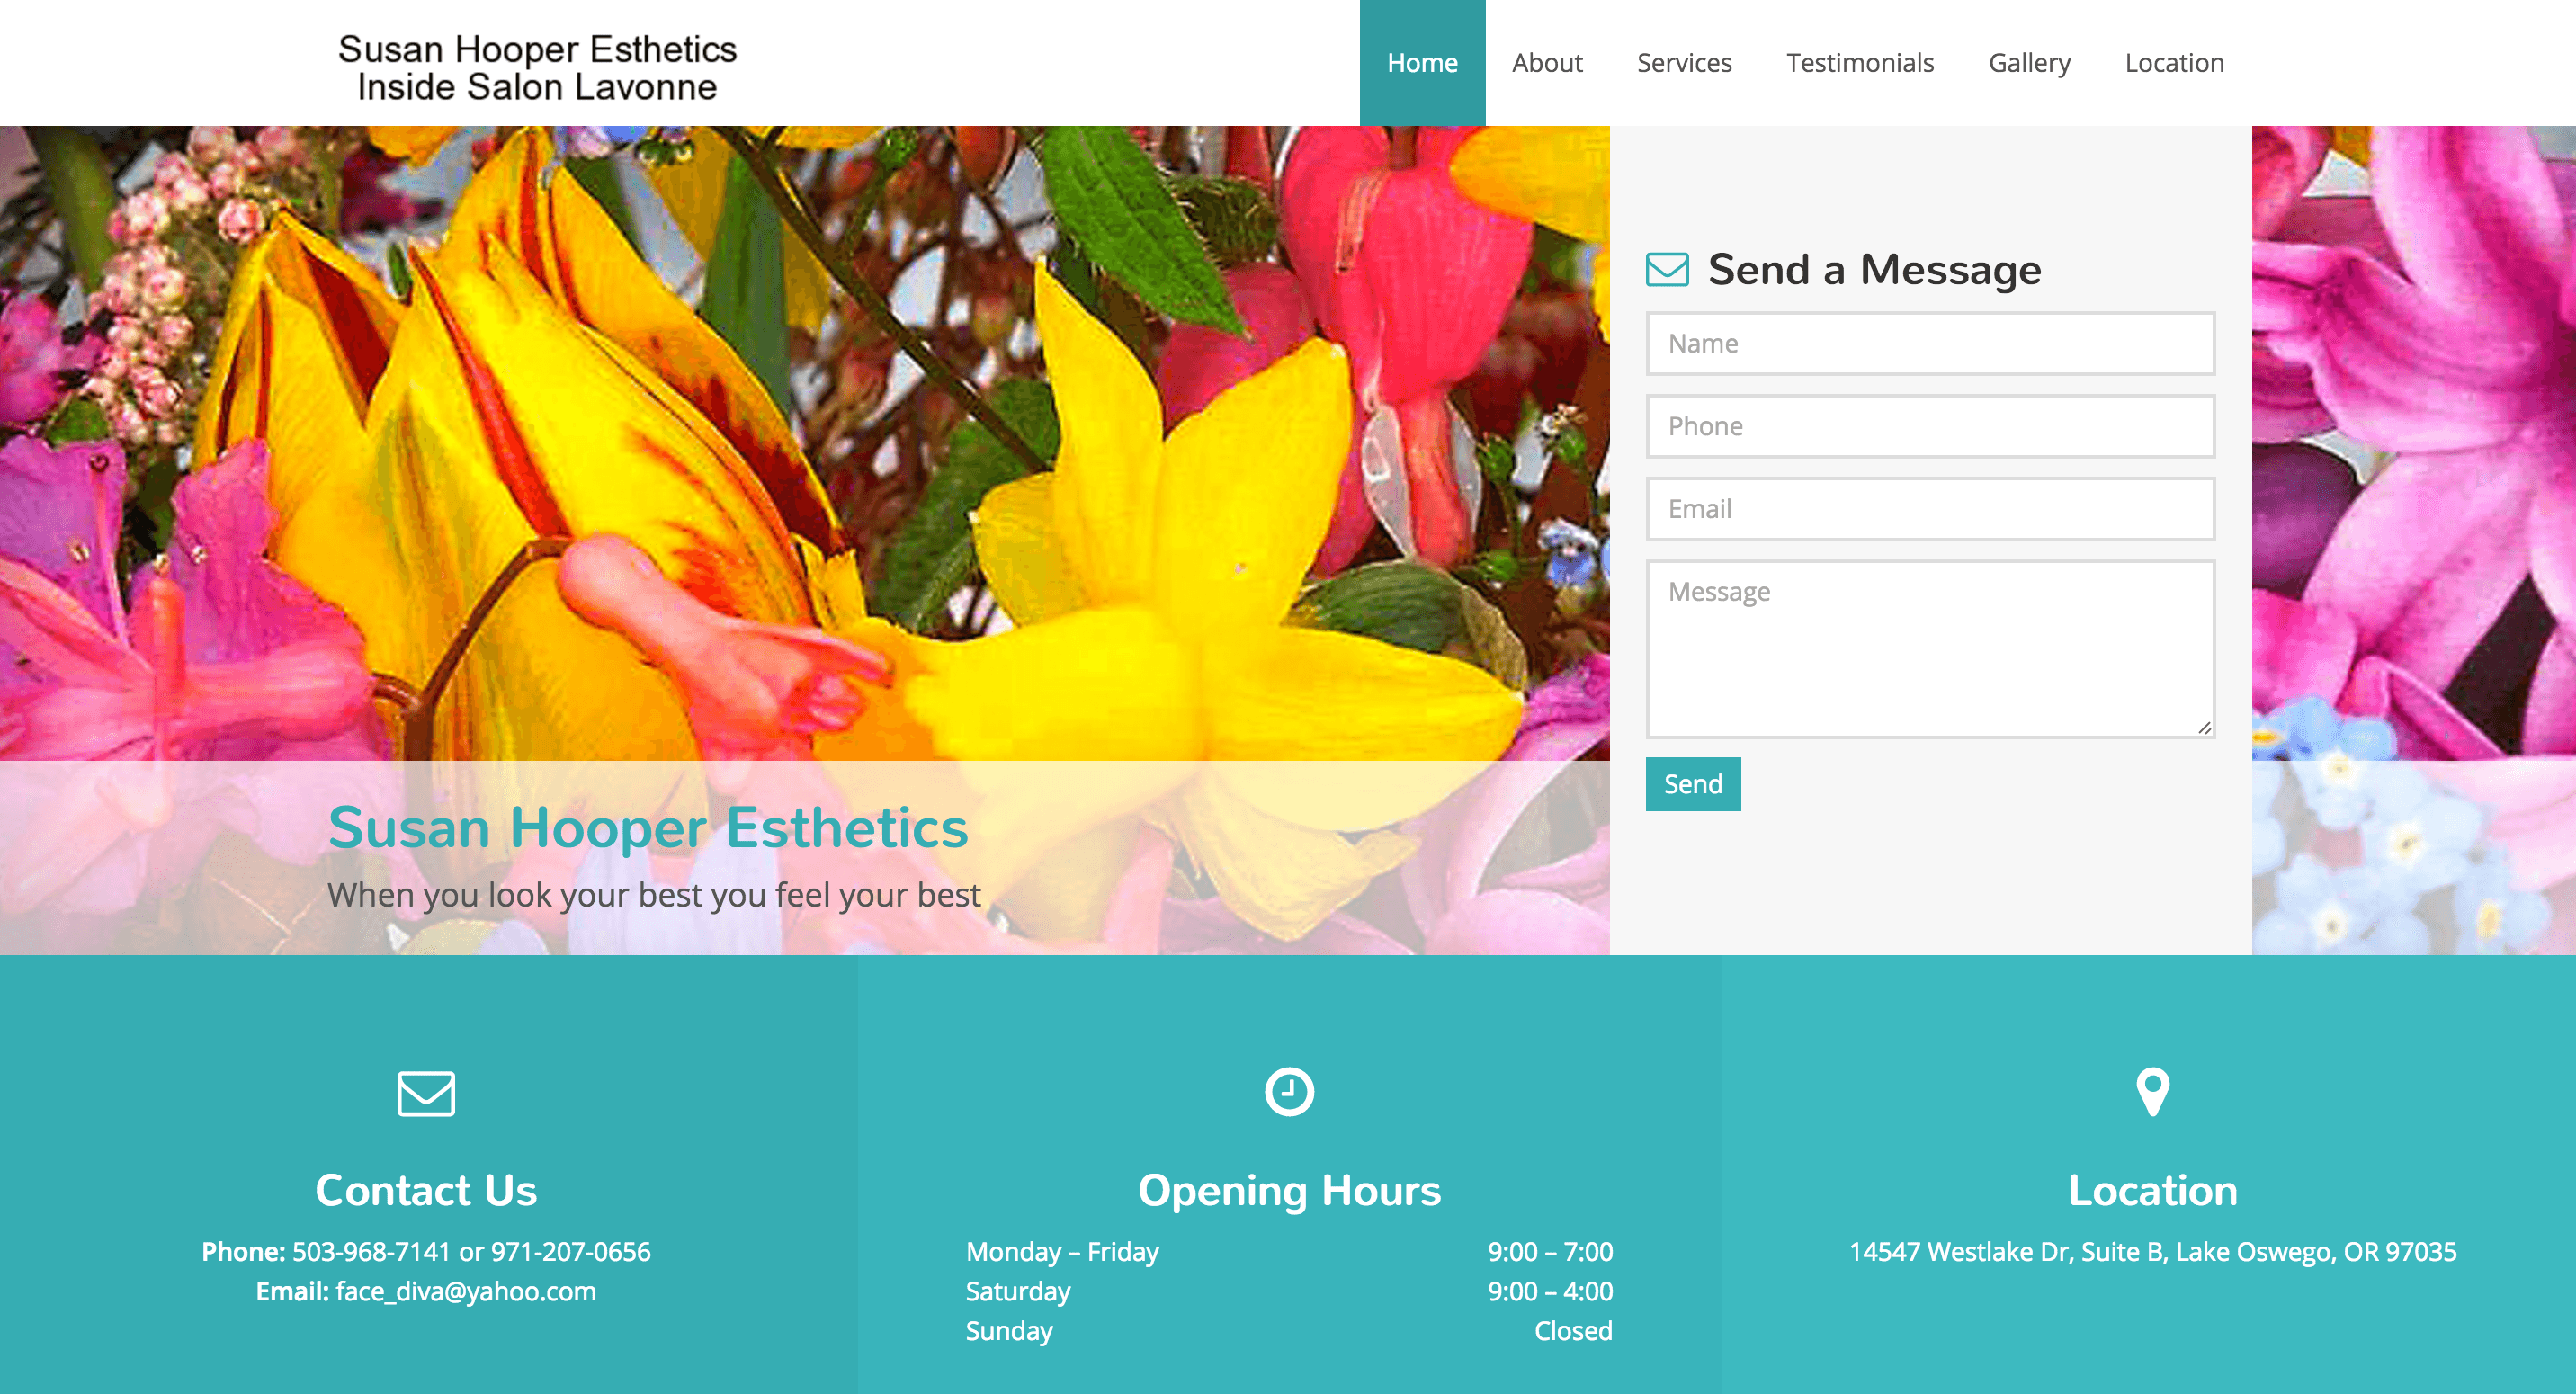 Susan Hooper Esthetics
Inside Salon Lavonne
Home About Services Testimonials Gallery Location
Send a Message
Name
Phone
Email
Message
Send
Susan Hooper Esthetics
When you look your best you feel your best
Contact Us
Phone: 503-968-7141 or 971-207-0656
Email: face_diva@yahoo.com
Opening Hours
Monday – Friday 9:00 – 7:00
Saturday 9:00 – 4:00
Sunday Closed
Location
14547 Westlake Dr, Suite B, Lake Oswego, OR 97035